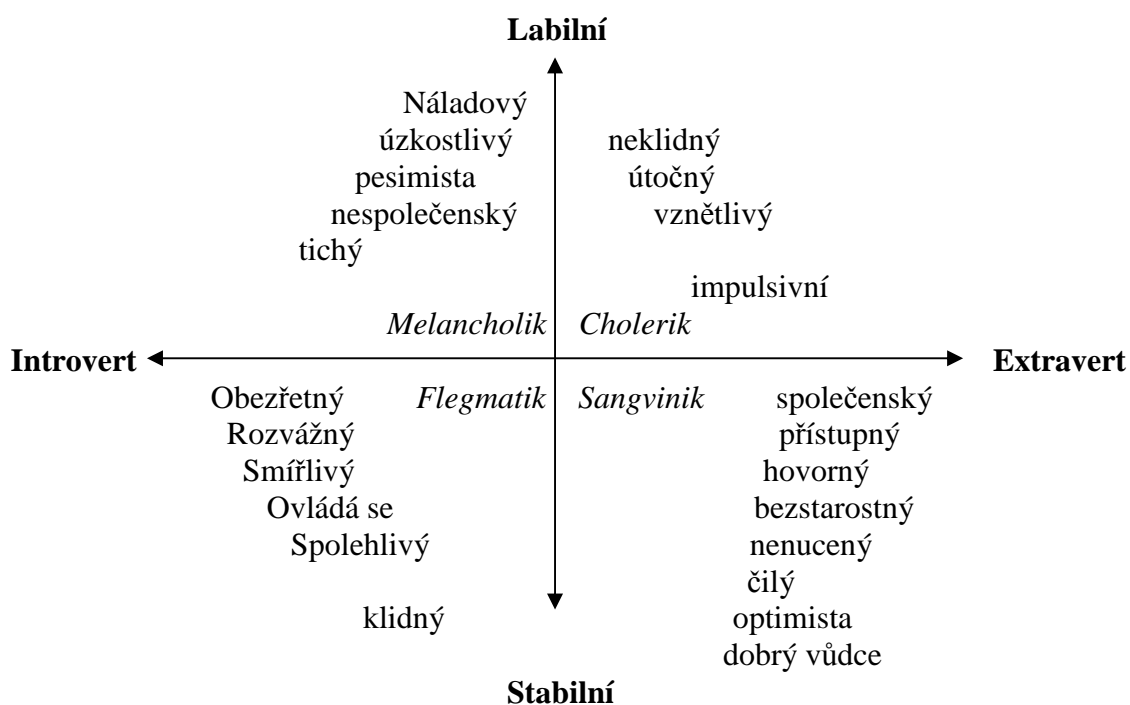 Labilní
Náladový
úzkostlivý neklidný
pesimista útočný
nespolečenský vznětlivý
tichý
impulsivní
Melancholik Cholerik
Introvert Extravert
Obezřetný Flegmatik Sangvinik společenský
Rozvážný přístupný
Smířlivý hovorný
Ovládá se bezstarostný
Spolehlivý nenucený
čilý
klidný optimista
dobrý vůdce
Stabilní